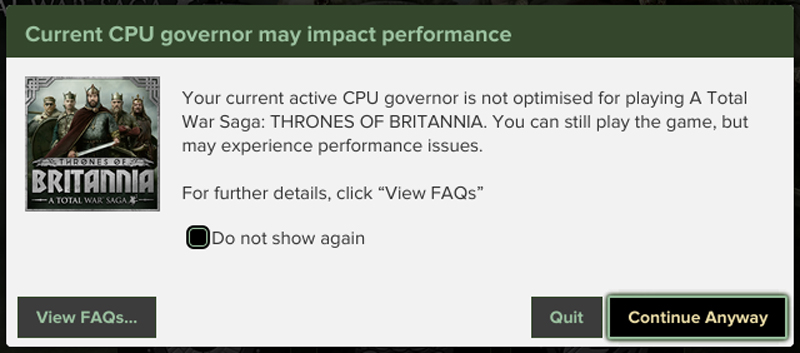 Current CPU governor may impact performance
Your current active CPU governor is not optimised for playing A Total
War Saga: THRONES OF BRITANNIA. You can still play the game, but
may experience performance issues.
THRONES OF
BRITANNIA
A TOTAL WAR SAGA
For further details, click “View FAQs”
Do not show again
View FAQs...
Quit
Continue Anyway